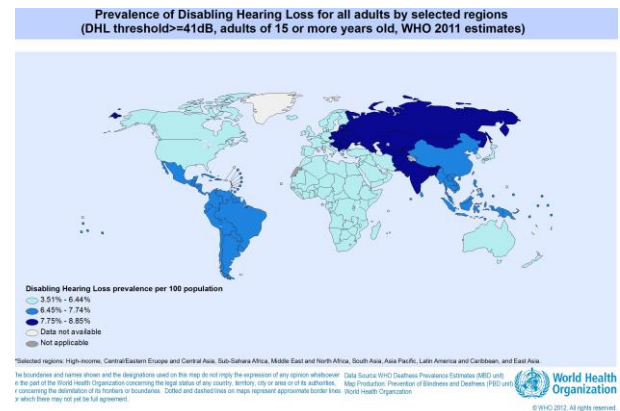 Prevalence of Disabling Hearing Loss for all adults by selected regions
(DHL threshold>=41dB, adults of 15 or more years old, WHO 2011 estimates)
Disabling Hearing Loss prevalence per 100 population
3.51% - 6.44%
6.45% - 7.74%
7.75% - 8.85%
Data not available
Not applicable
*Selected regions: High-income, Central/Eastern Eruope and Central Asia, Sub-Sahara Africa, Middle East and North Africa, South Asia, Asia Pacific, Latin America and Caribbean, and East Asia.
he boundaries and names shown and the designations used on this map do not imply the expression of any opinion whatsoever
n the part of the World Health Organization concerning the legal status of any country, territory, city or area or of its authorities,
r concerning the delimitation of its frontiers or boundaries. Dotted and dashed lines on maps represent approximate border lines
or which there may not yet be full agreement.
Data Source: WHO Deafness Prevalence Estimates (MBD unit)
Map Production: Prevention of Blindness and Deafness (PBD unit)
World Health Organization
World Health
Organization
© WHO 2012. All rights reserved.